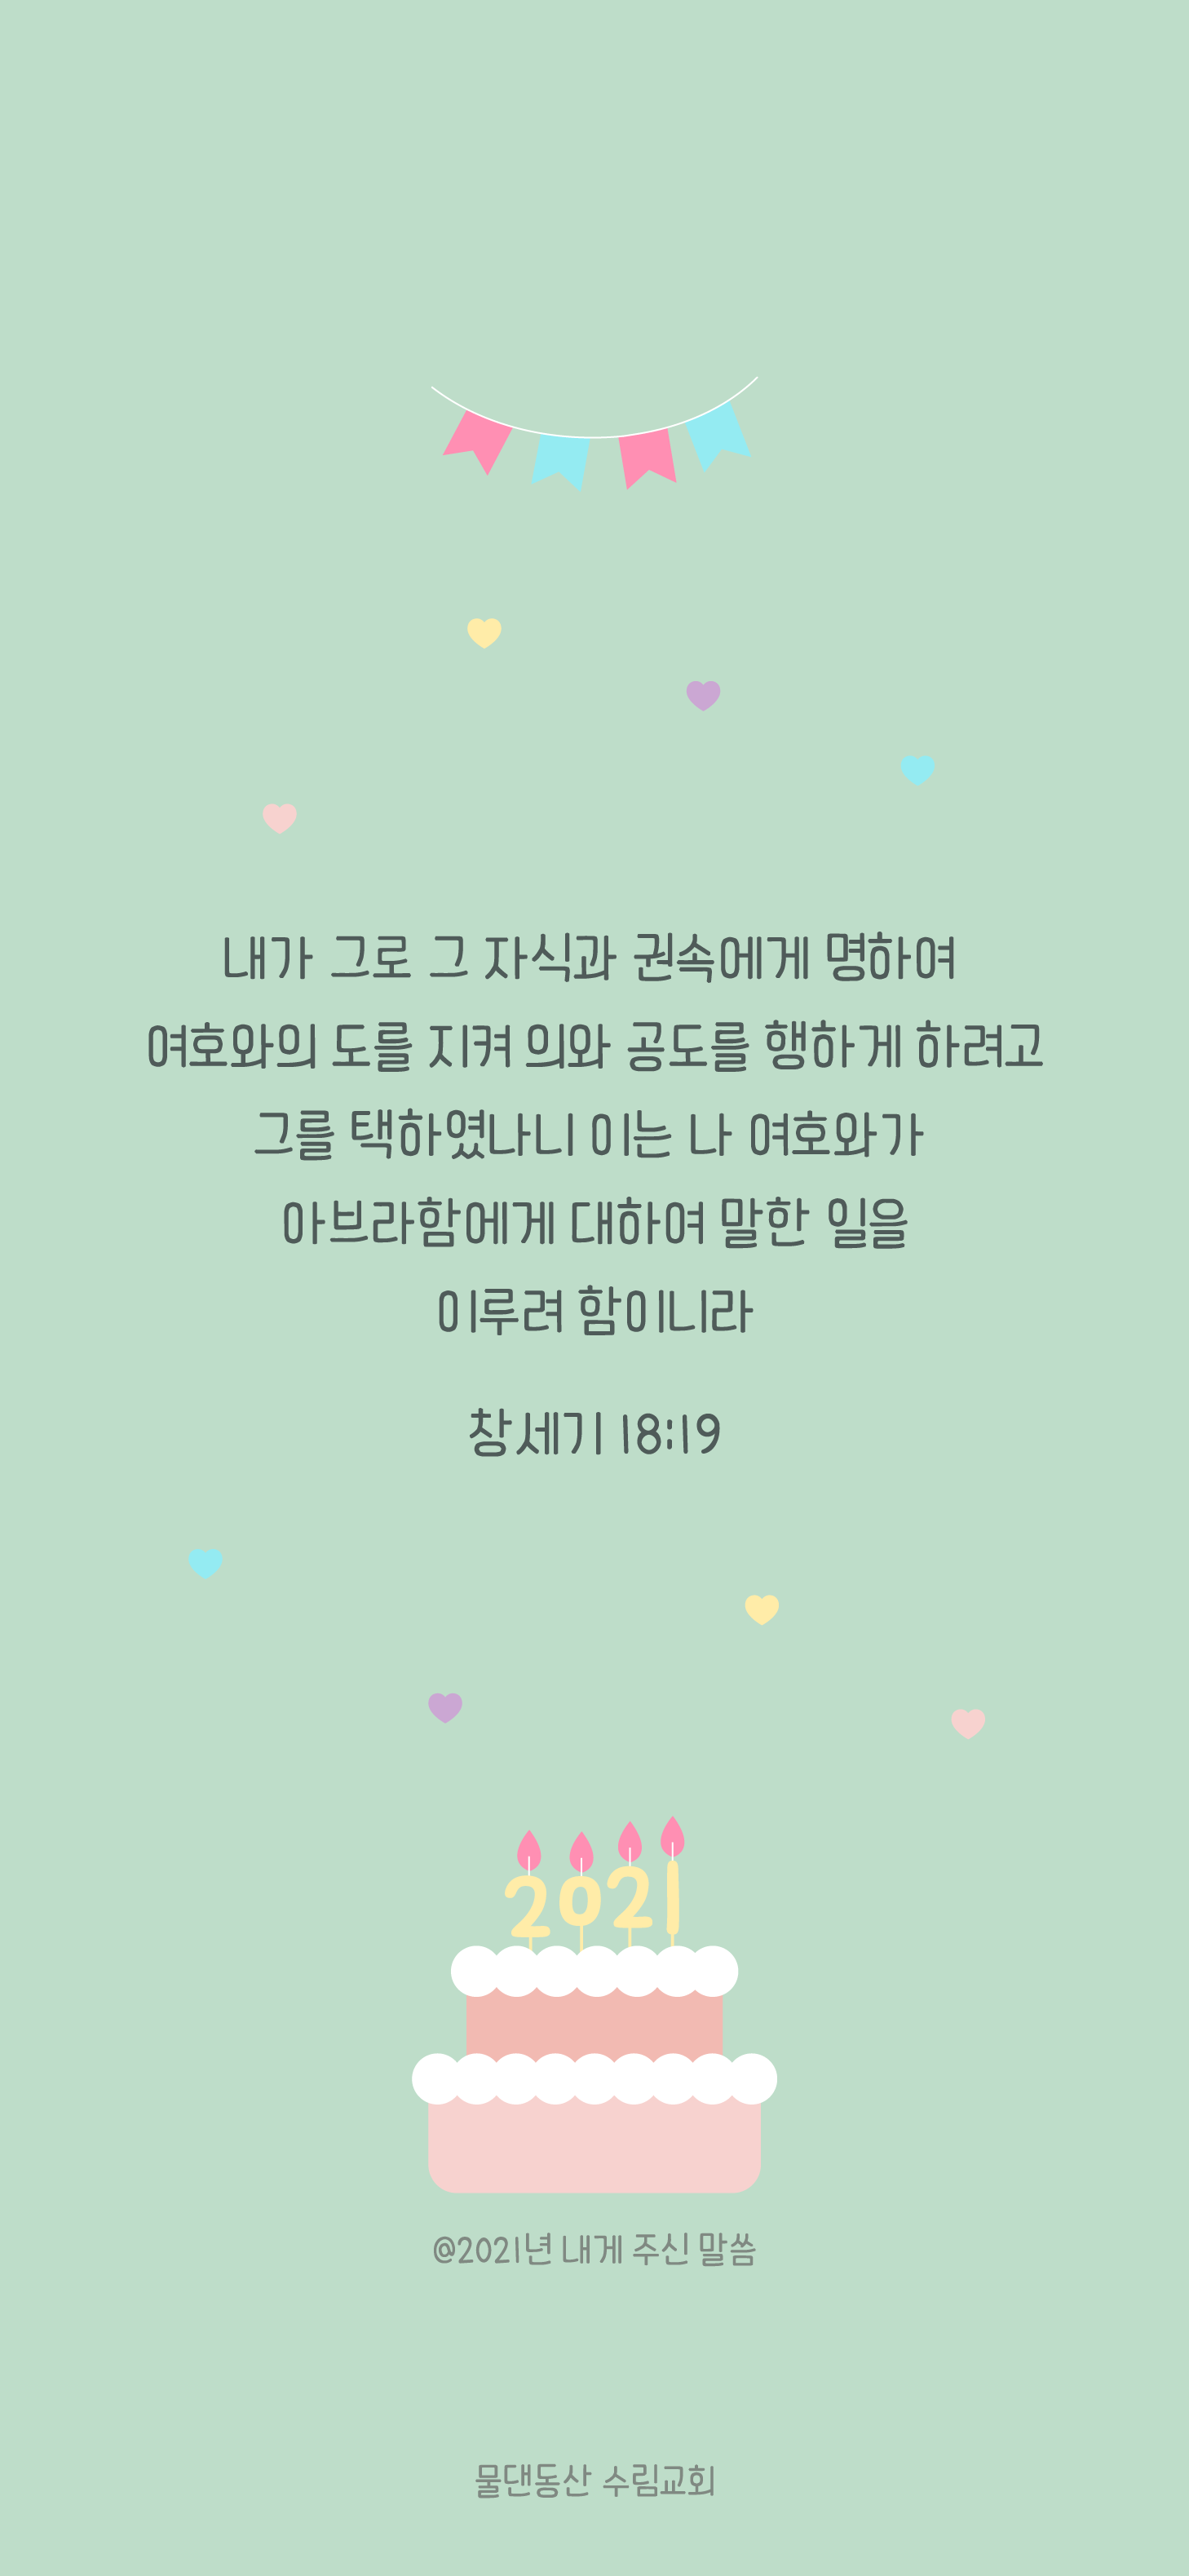 내가 그로 그 자식과 권속에게 명하여
여호와의 도를 지켜 의와 공도를 행하게 하려고
그를 택하였나니 이는 나 여호와가
아브라함에게 대하여 말한 일을
이루려 함이니라
창세기 18:19
2021
@2021년 내게 주신 말씀
물댄동산 수림교회